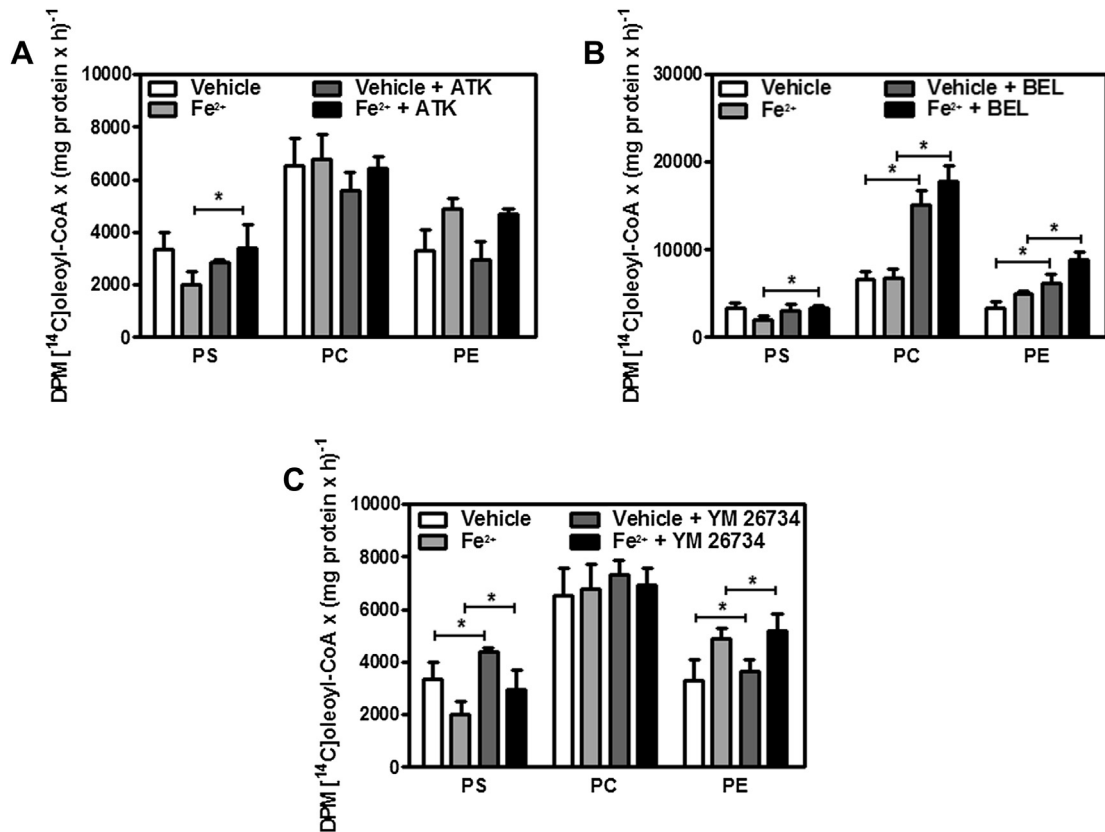 A
DPM [¹⁴C]oleoyl-CoA x (mg protein x h)⁻¹
10000
8000
6000
4000
2000
0
Vehicle
Fe²⁺
Vehicle + ATK
Fe²⁺ + ATK
*
PS
PC
PE
B
DPM [¹⁴C]oleoyl-CoA x (mg protein x h)⁻¹
30000
20000
10000
0
Vehicle
Fe²⁺
Vehicle + BEL
Fe²⁺ + BEL
*
*
*
*
*
PS
PC
PE
C
DPM [¹⁴C]oleoyl-CoA x (mg protein x h)⁻¹
10000
8000
6000
4000
2000
0
Vehicle
Fe²⁺
Vehicle + YM 26734
Fe²⁺ + YM 26734
*
*
*
*
PS
PC
PE